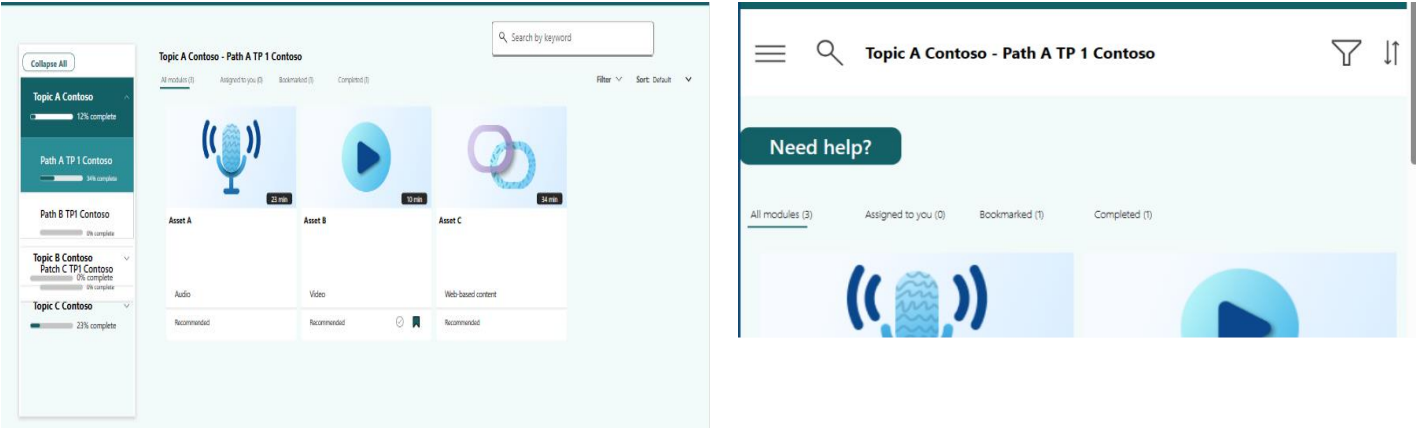 Search by keyword
Collapse All
Topic A Contoso - Path A TP 1 Contoso
All modules (3) Assigned to you (0) Bookmarked (1) Completed (1) Filter Sort: Default
Topic A Contoso
12% complete
Path A TP 1 Contoso
34% complete
Path B TP1 Contoso
0% complete
Topic B Contoso
Patch C TP1 Contoso
0% complete
0% complete
Topic C Contoso
23% complete
23 min
10 min
34 min
Asset A
Asset B
Asset C
Audio
Video
Web-based content
Recommended
Recommended
Recommended
Topic A Contoso - Path A TP 1 Contoso
Need help?
All modules (3) Assigned to you (0) Bookmarked (1) Completed (1)